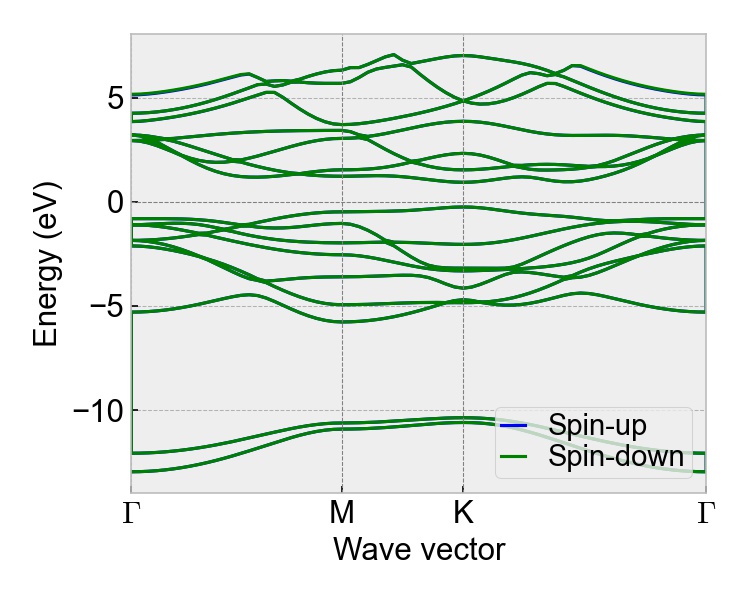 Energy (eV)
5
0
−5
−10
Spin-up
Spin-down
Γ M K Γ
Wave vector